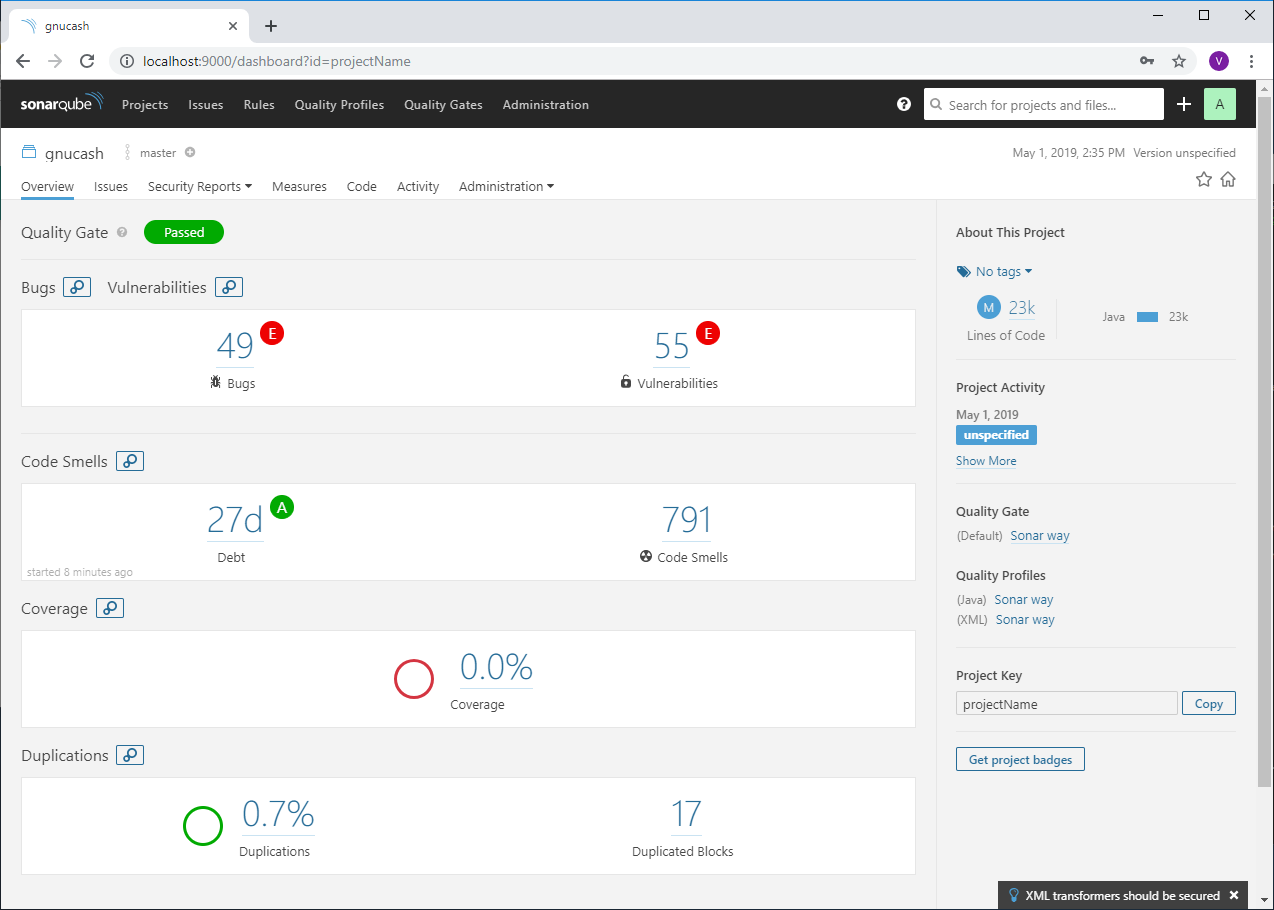 gnucash
localhost:9000/dashboard?id=projectName
V
sonarqube Projects Issues Rules Quality Profiles Quality Gates Administration ? Search for projects and files... A
gnucash master May 1, 2019, 2:35 PM Version unspecified
Overview Issues Security Reports Measures Code Activity Administration
Quality Gate ? Passed
Bugs Vulnerabilities
49 E 55 E
Bugs Vulnerabilities
Code Smells
27d A 791
Debt Code Smells
started 8 minutes ago
Coverage
0.0%
Coverage
Duplications
0.7% 17
Duplications Duplicated Blocks
About This Project
No tags
M 23k Java 23k
Lines of Code
Project Activity
May 1, 2019
unspecified
Show More
Quality Gate
(Default) Sonar way
Quality Profiles
(Java) Sonar way
(XML) Sonar way
Project Key
projectName Copy
Get project badges
XML transformers should be secured